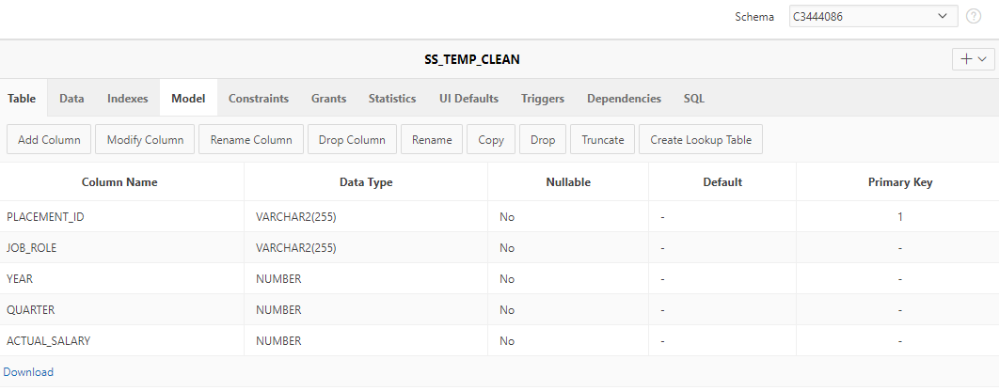 Schema C3444086 ?
SS_TEMP_CLEAN
Table Data Indexes Model Constraints Grants Statistics UI Defaults Triggers Dependencies SQL
Add Column Modify Column Rename Column Drop Column Rename Copy Drop Truncate Create Lookup Table
Column Name Data Type Nullable Default Primary Key
PLACEMENT_ID VARCHAR2(255) No - 1
JOB_ROLE VARCHAR2(255) No - -
YEAR NUMBER No - -
QUARTER NUMBER No - -
ACTUAL_SALARY NUMBER No - -
Download